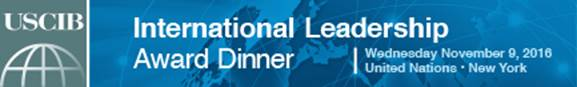 USCIB
International Leadership
Award Dinner
Wednesday November 9, 2016
United Nations • New York